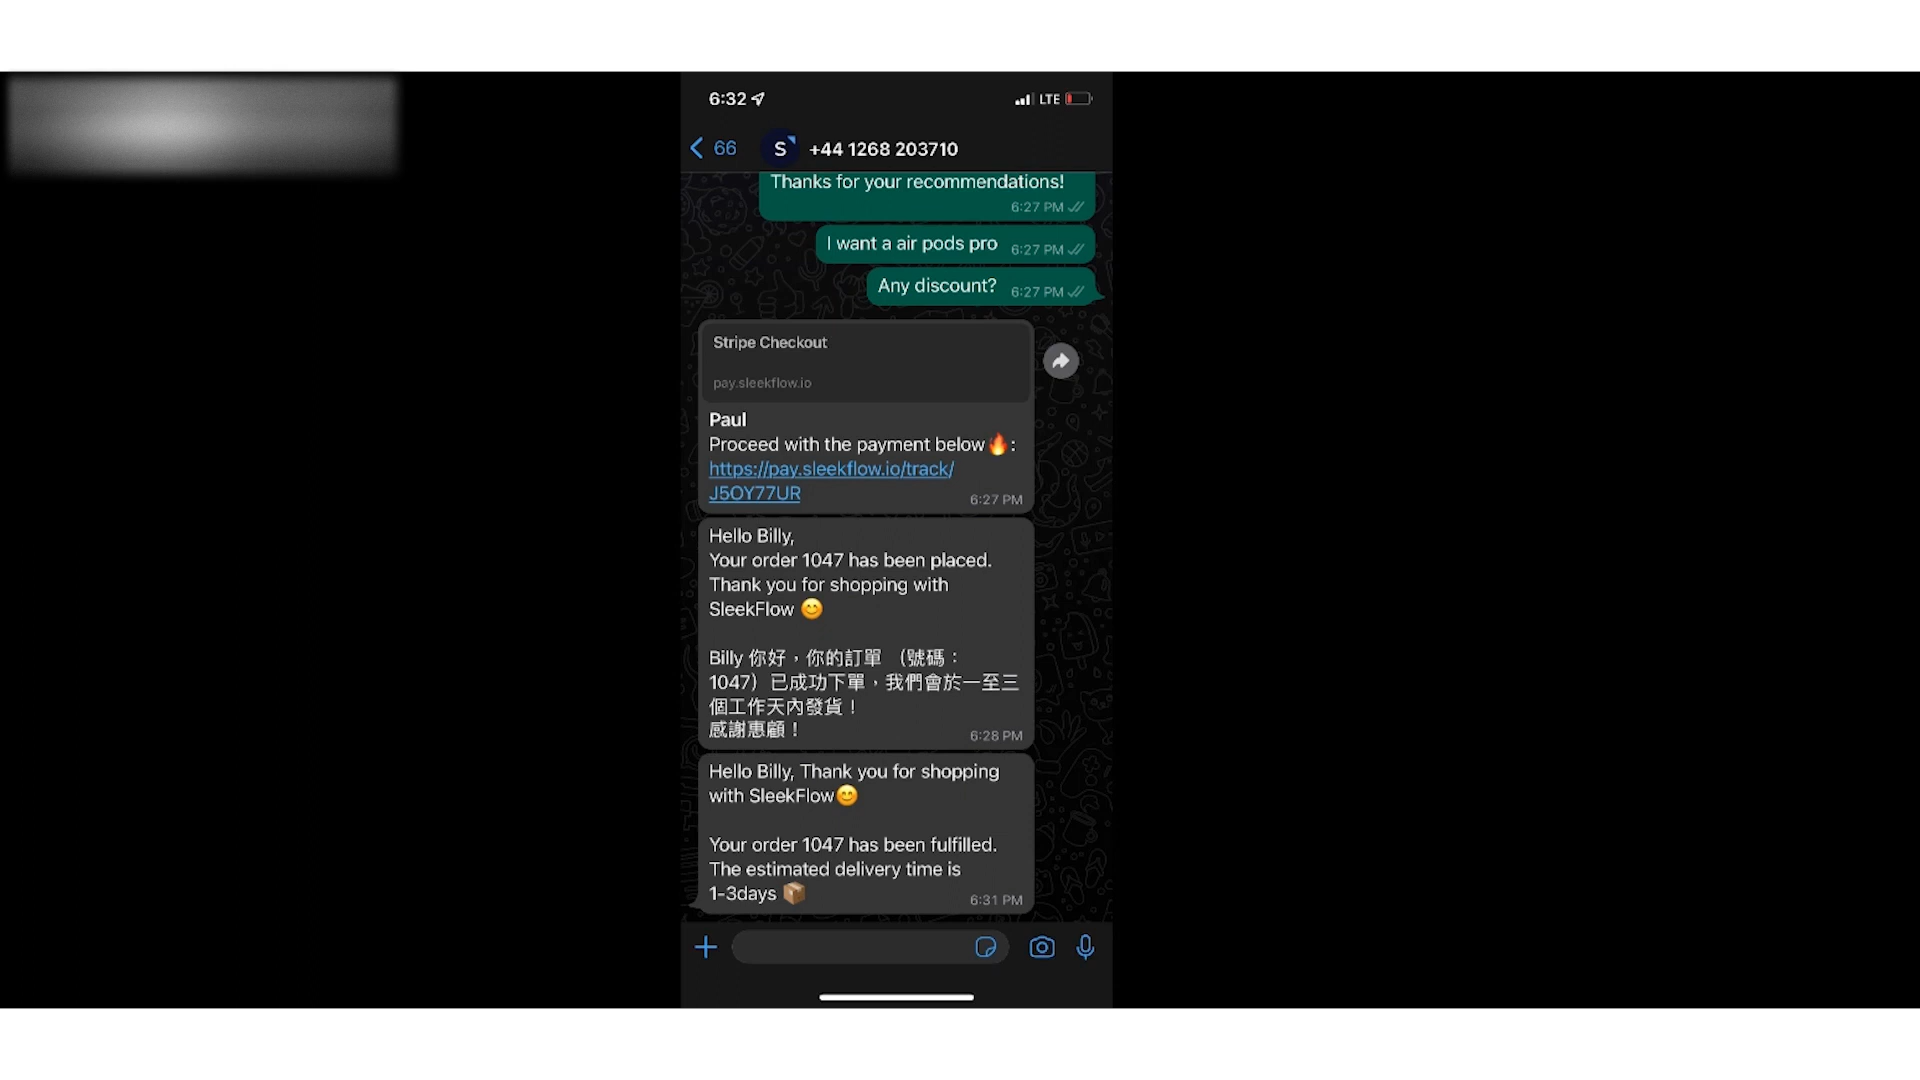 6:32
LTE
66
S
+44 1268 203710
Thanks for your recommendations!
6:27 PM
I want a air pods pro
6:27 PM
Any discount?
6:27 PM
Stripe Checkout
pay.sleekflow.io
Paul
Proceed with the payment below🔥:
https://pay.sleekflow.io/track/
J5OY77UR
6:27 PM
Hello Billy,
Your order 1047 has been placed.
Thank you for shopping with
SleekFlow 😊
Billy 你好，你的訂單 （號碼：
1047）已成功下單，我們會於一至三
個工作天內發貨！
感謝惠顧！
6:28 PM
Hello Billy, Thank you for shopping
with SleekFlow😊
Your order 1047 has been fulfilled.
The estimated delivery time is
1-3days 📦
6:31 PM